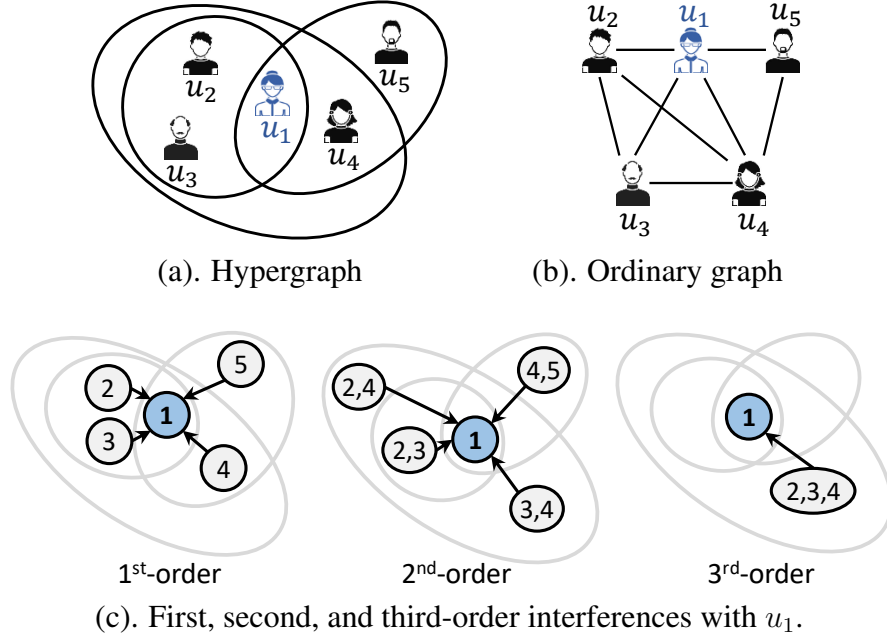 u₂ u₁ u₅
u₂ u₅
u₁ u₄
u₃
u₃ u₄
(a). Hypergraph (b). Ordinary graph
2 5 1 3 4
2,4 4,5 1 2,3 3,4
1 2,3,4
1ˢᵗ-order 2ⁿᵈ-order 3ʳᵈ-order
(c). First, second, and third-order interferences with u₁.